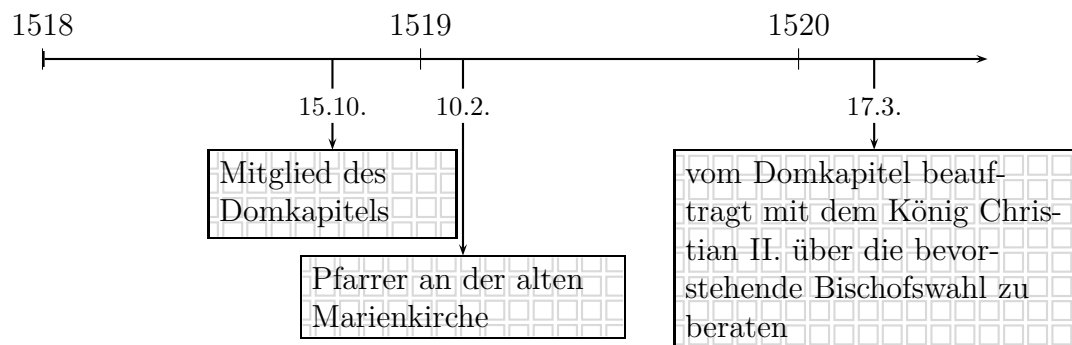 1518
1519
1520
15.10.
10.2.
17.3.
Mitglied des
Domkapitels
Pfarrer an der alten
Marienkirche
vom Domkapitel beauf-
tragt mit dem König Chris-
tian II. über die bevor-
stehende Bischofswahl zu
beraten